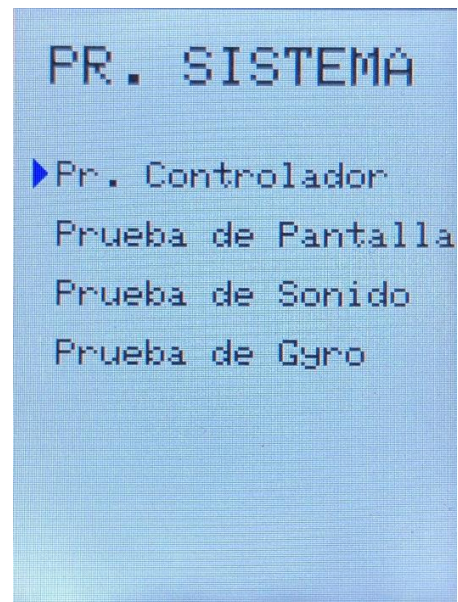 PR. SISTEMA
Pr. Controlador
Prueba de Pantalla
Prueba de Sonido
Prueba de Gyro